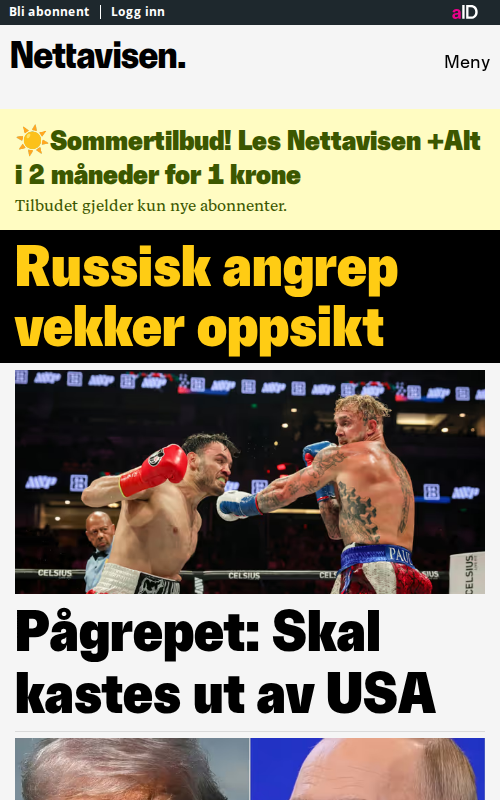 Bli abonnent | Logg inn
aID
Nettavisen.
Meny
☀️Sommertilbud! Les Nettavisen +Alt
i 2 måneder for 1 krone
Tilbudet gjelder kun nye abonnenter.
Russisk angrep
vekker oppsikt
CELSIUS
CELSIUS
CELSIUS
PAUL
Pågrepet: Skal
kastes ut av USA